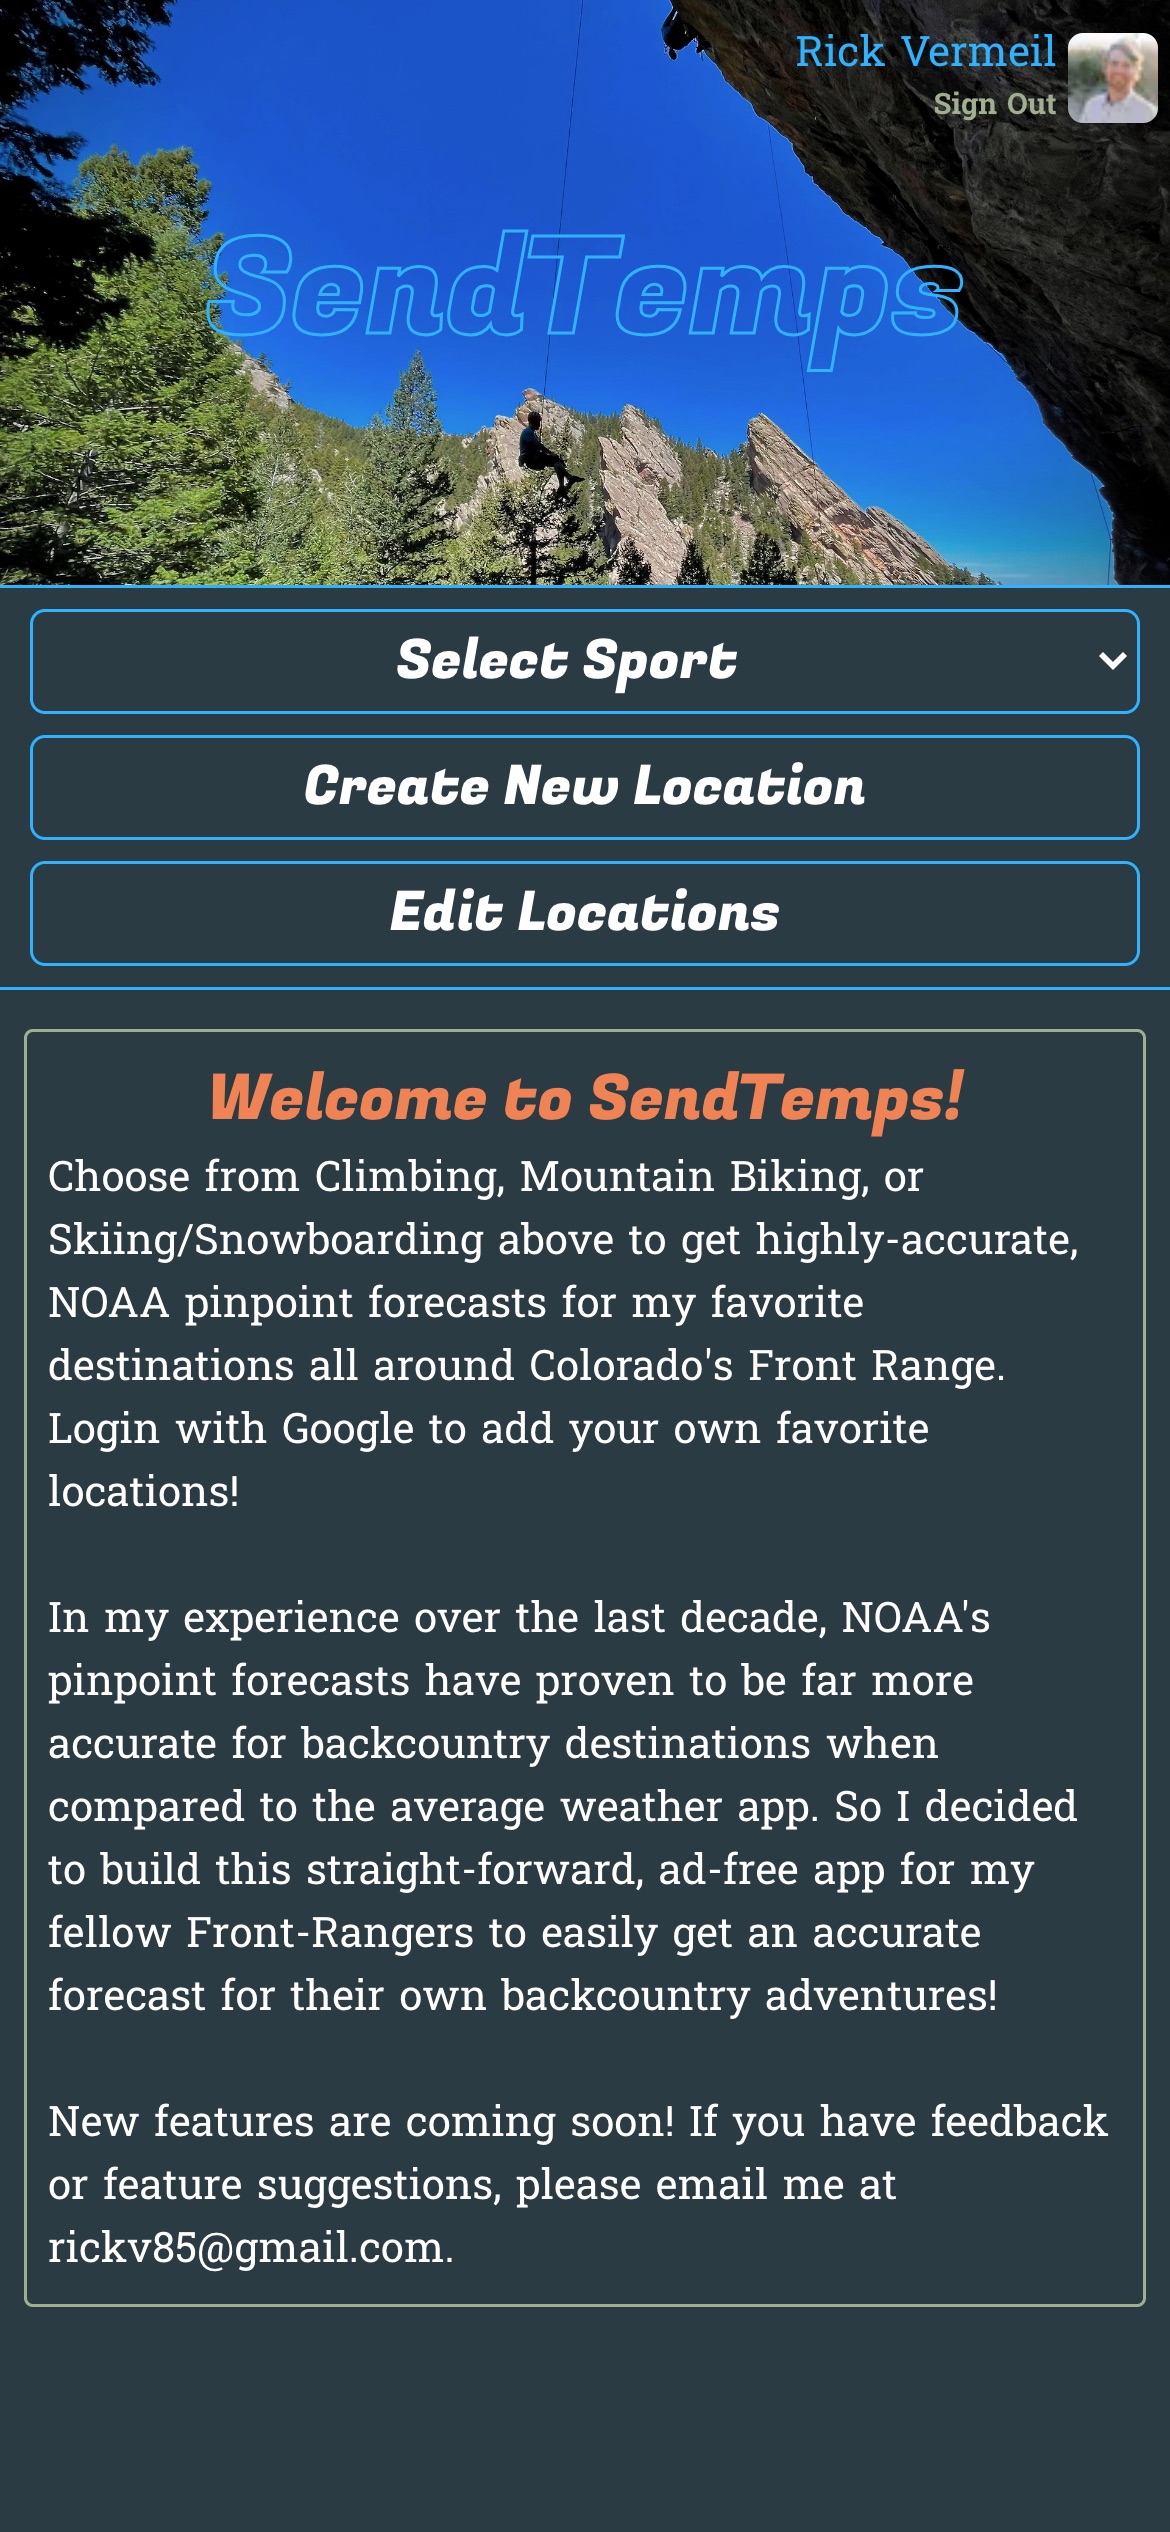 Rick Vermeil
Sign Out
SendTemps
Select Sport
Create New Location
Edit Locations
Welcome to SendTemps!
Choose from Climbing, Mountain Biking, or
Skiing/Snowboarding above to get highly-accurate,
NOAA pinpoint forecasts for my favorite
destinations all around Colorado's Front Range.
Login with Google to add your own favorite
locations!
In my experience over the last decade, NOAA's
pinpoint forecasts have proven to be far more
accurate for backcountry destinations when
compared to the average weather app. So I decided
to build this straight-forward, ad-free app for my
fellow Front-Rangers to easily get an accurate
forecast for their own backcountry adventures!
New features are coming soon! If you have feedback
or feature suggestions, please email me at
rickv85@gmail.com.